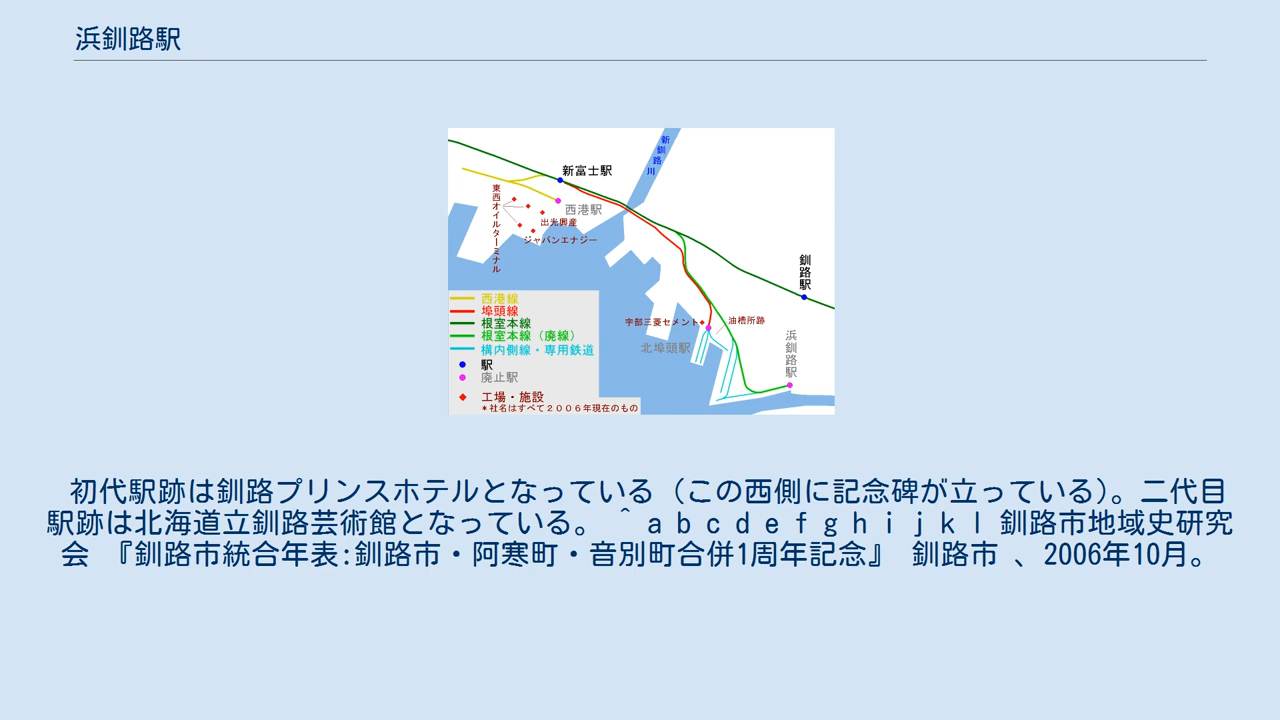 浜釧路駅
新釧路川
新富士駅
西港駅
東西オイルターミナル
出光興産
ジャパンエナジー
釧路駅
宇部三菱セメント
油槽所跡
北埠頭駅
浜釧路駅
西港線
埠頭線
根室本線
根室本線（廃線）
構内側線・専用鉄道
駅
廃止駅
工場・施設
＊社名はすべて２００６年現在のもの
初代駅跡は釧路プリンスホテルとなっている（この西側に記念碑が立っている)。二代目
駅跡は北海道立釧路芸術館となっている。 ^ a b c d e f g h i j k l 釧路市地域史研究
会 『釧路市統合年表:釧路市・阿寒町・音別町合併1周年記念』 釧路市 、2006年10月。